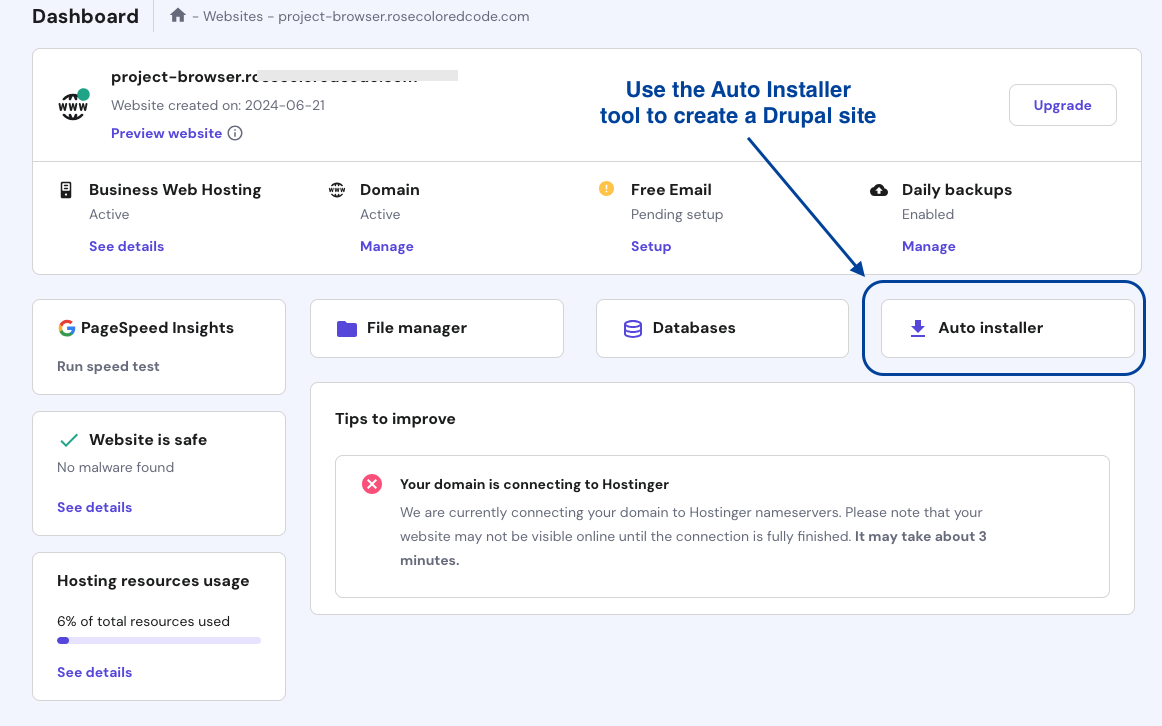 Dashboard
- Websites - project-browser.rosecoloredcode.com
project-browser.rosecoloredcode.com
Website created on: 2024-06-21
Preview website
Use the Auto Installer
tool to create a Drupal site
Upgrade
www
Business Web Hosting
Active
See details
www
Domain
Active
Manage
Free Email
Pending setup
Setup
Daily backups
Enabled
Manage
PageSpeed Insights
Run speed test
File manager
Databases
Auto installer
Website is safe
No malware found
See details
Tips to improve
Your domain is connecting to Hostinger
We are currently connecting your domain to Hostinger nameservers. Please note that your
website may not be visible online until the connection is fully finished. It may take about 3
minutes.
Hosting resources usage
6% of total resources used
See details